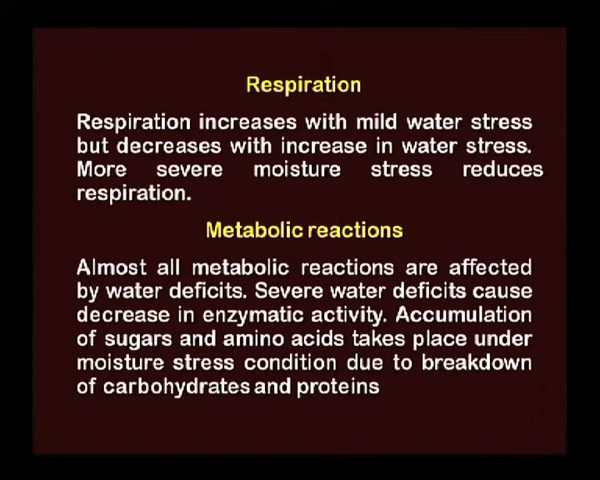 Respiration
Respiration increases with mild water stress
but decreases with increase in water stress.
More severe moisture stress reduces
respiration.
Metabolic reactions
Almost all metabolic reactions are affected
by water deficits. Severe water deficits cause
decrease in enzymatic activity. Accumulation
of sugars and amino acids takes place under
moisture stress condition due to breakdown
of carbohydrates and proteins